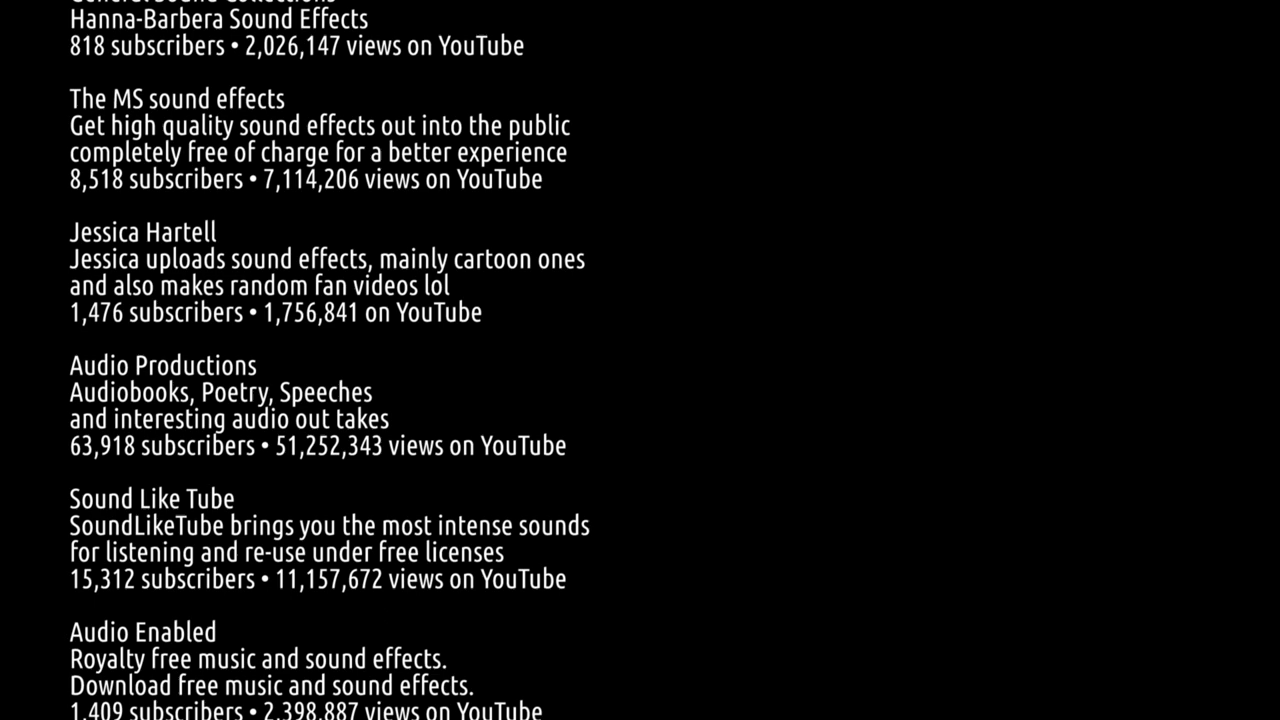 General Sound Collections
Hanna-Barbera Sound Effects
818 subscribers • 2,026,147 views on YouTube
The MS sound effects
Get high quality sound effects out into the public
completely free of charge for a better experience
8,518 subscribers • 7,114,206 views on YouTube
Jessica Hartell
Jessica uploads sound effects, mainly cartoon ones
and also makes random fan videos lol
1,476 subscribers • 1,756,841 on YouTube
Audio Productions
Audiobooks, Poetry, Speeches
and interesting audio out takes
63,918 subscribers • 51,252,343 views on YouTube
Sound Like Tube
SoundLikeTube brings you the most intense sounds
for listening and re-use under free licenses
15,312 subscribers • 11,157,672 views on YouTube
Audio Enabled
Royalty free music and sound effects.
Download free music and sound effects.
1,409 subscribers • 2,398,887 views on YouTube